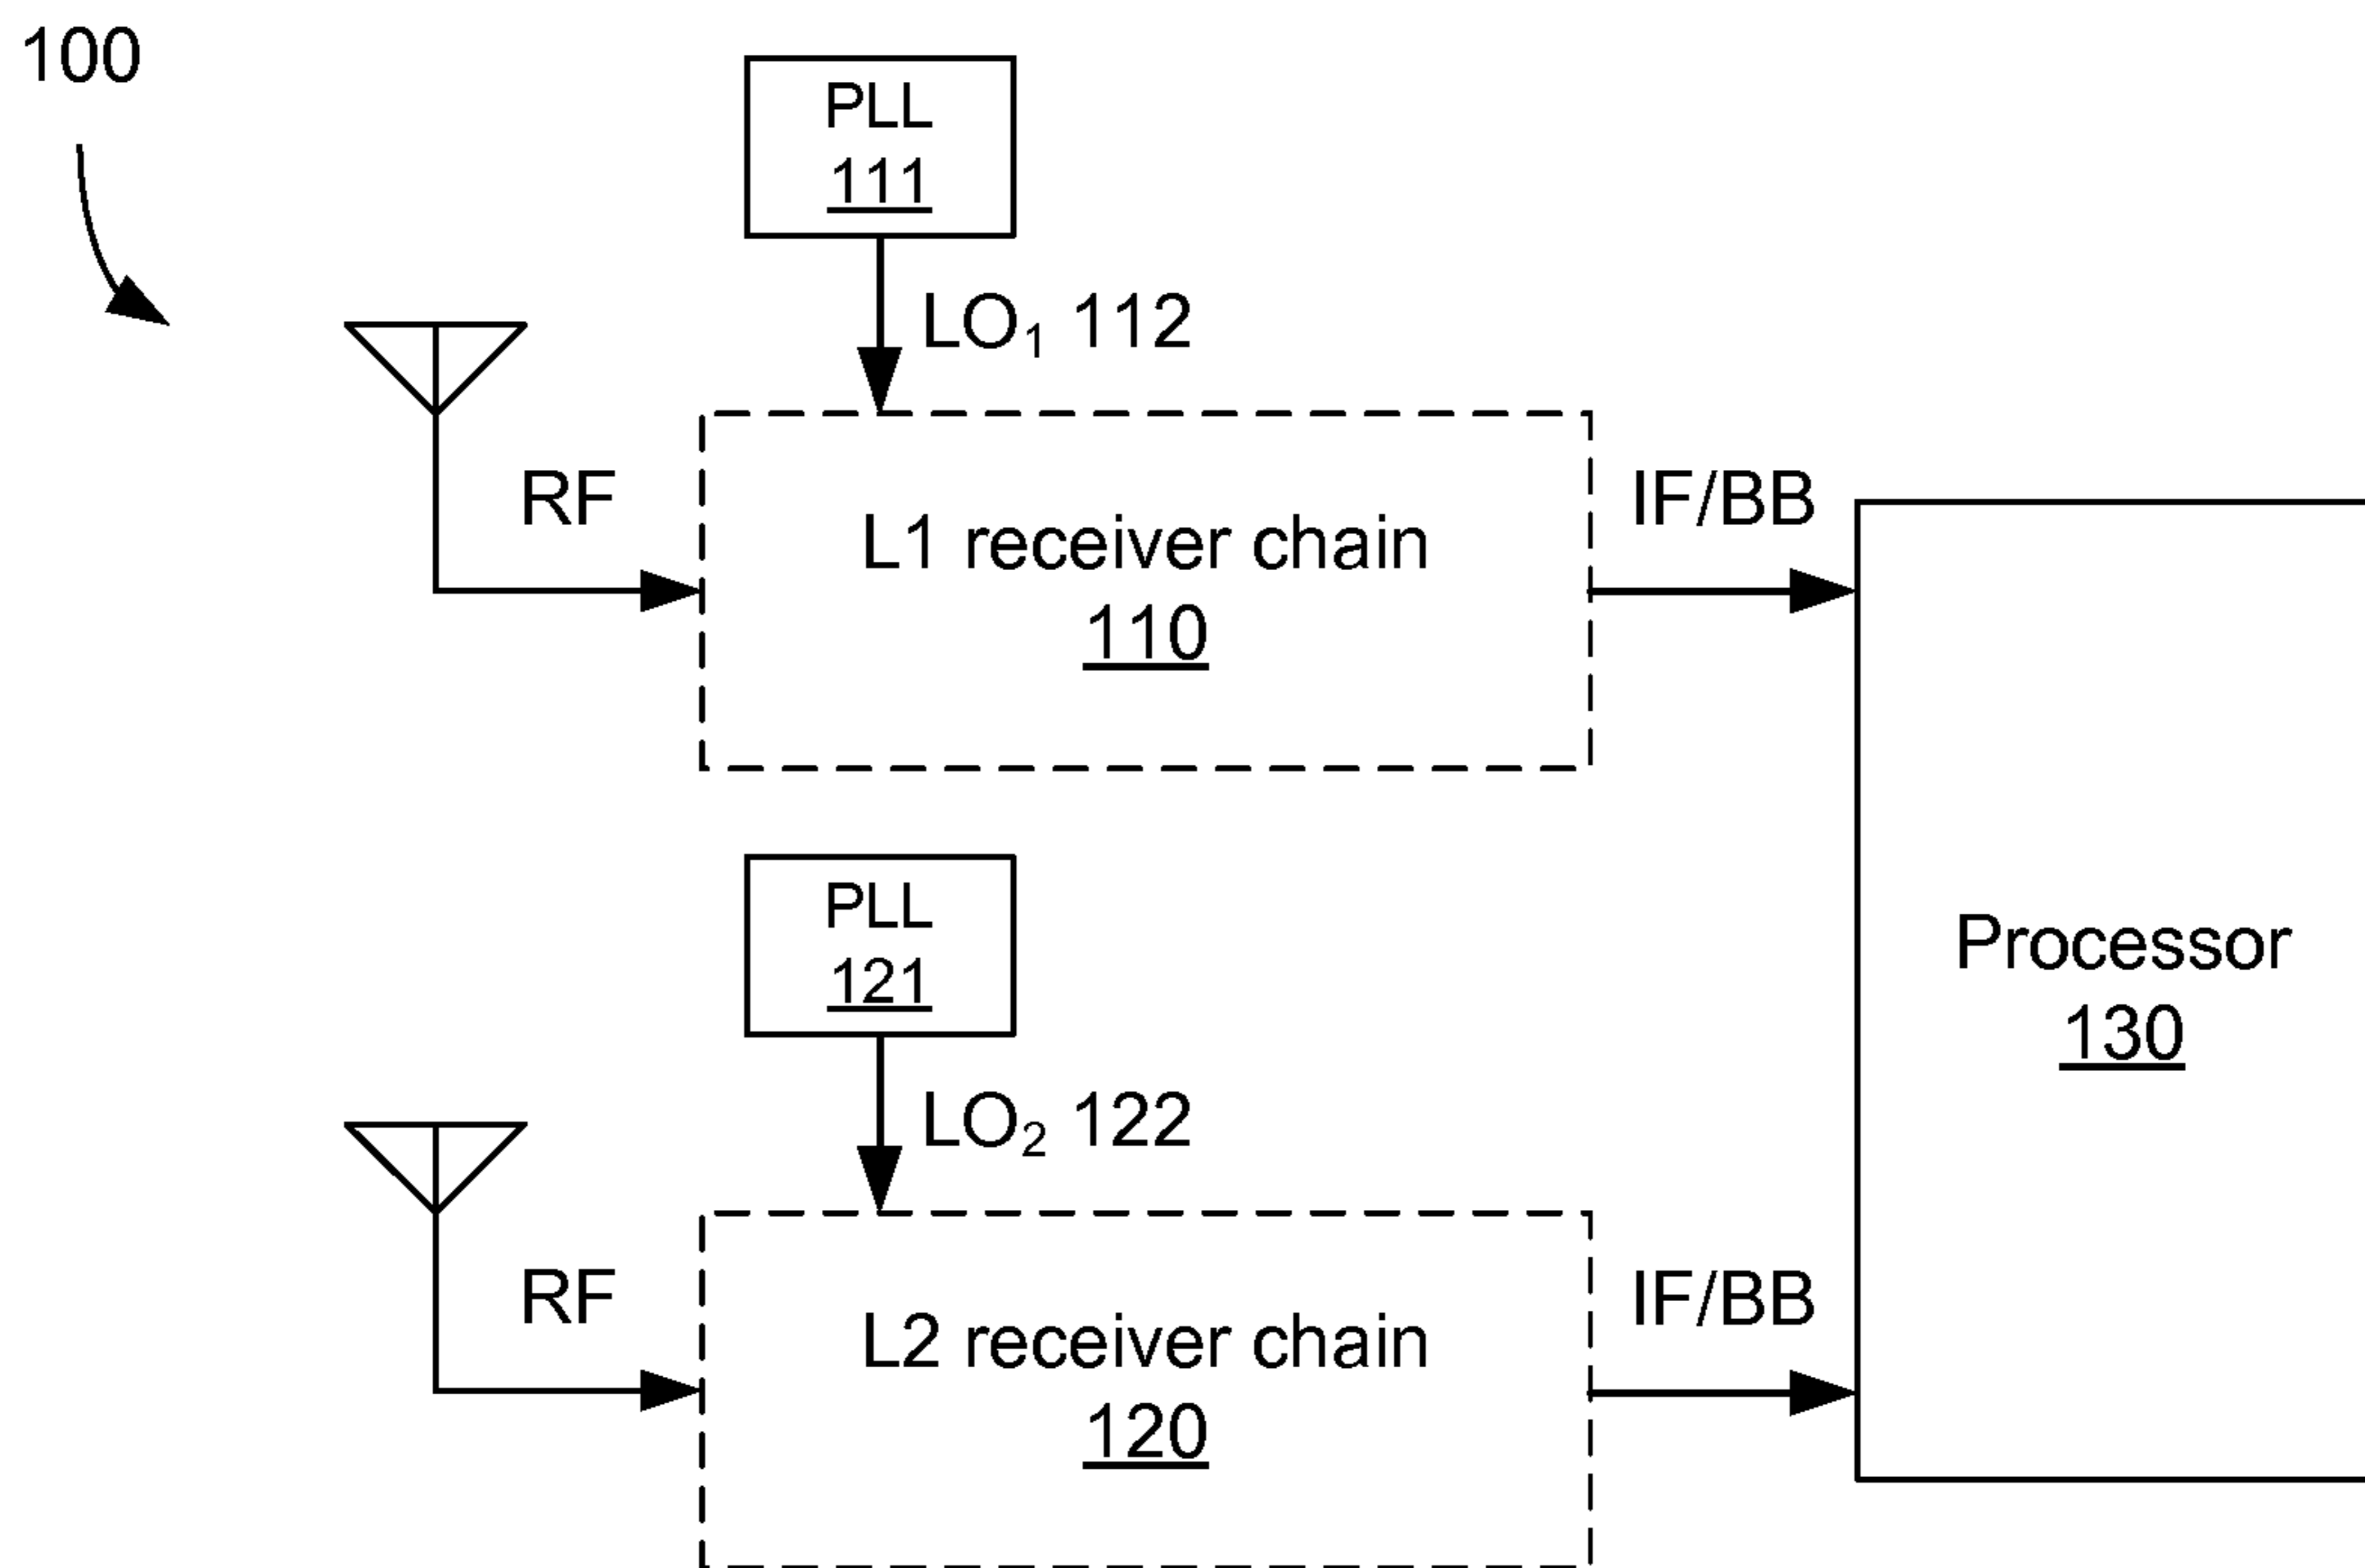 100
PLL
111
LO₁ 112
RF
L1 receiver chain
110
IF/BB
PLL
121
LO₂ 122
RF
L2 receiver chain
120
IF/BB
Processor
130